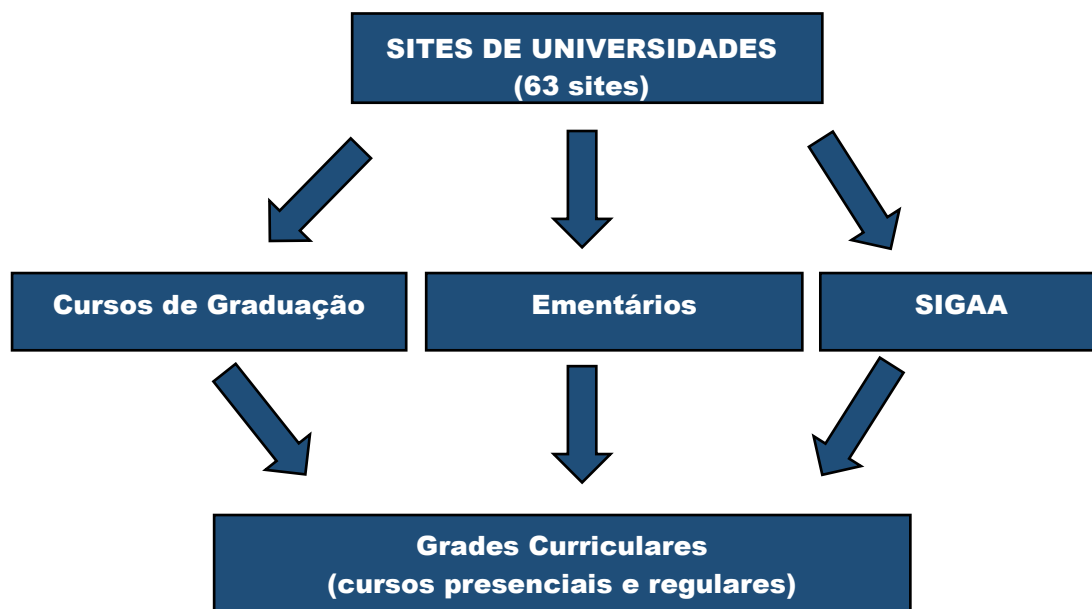 SITES DE UNIVERSIDADES
(63 sites)
Cursos de Graduação
Ementários
SIGAA
Grades Curriculares
(cursos presenciais e regulares)